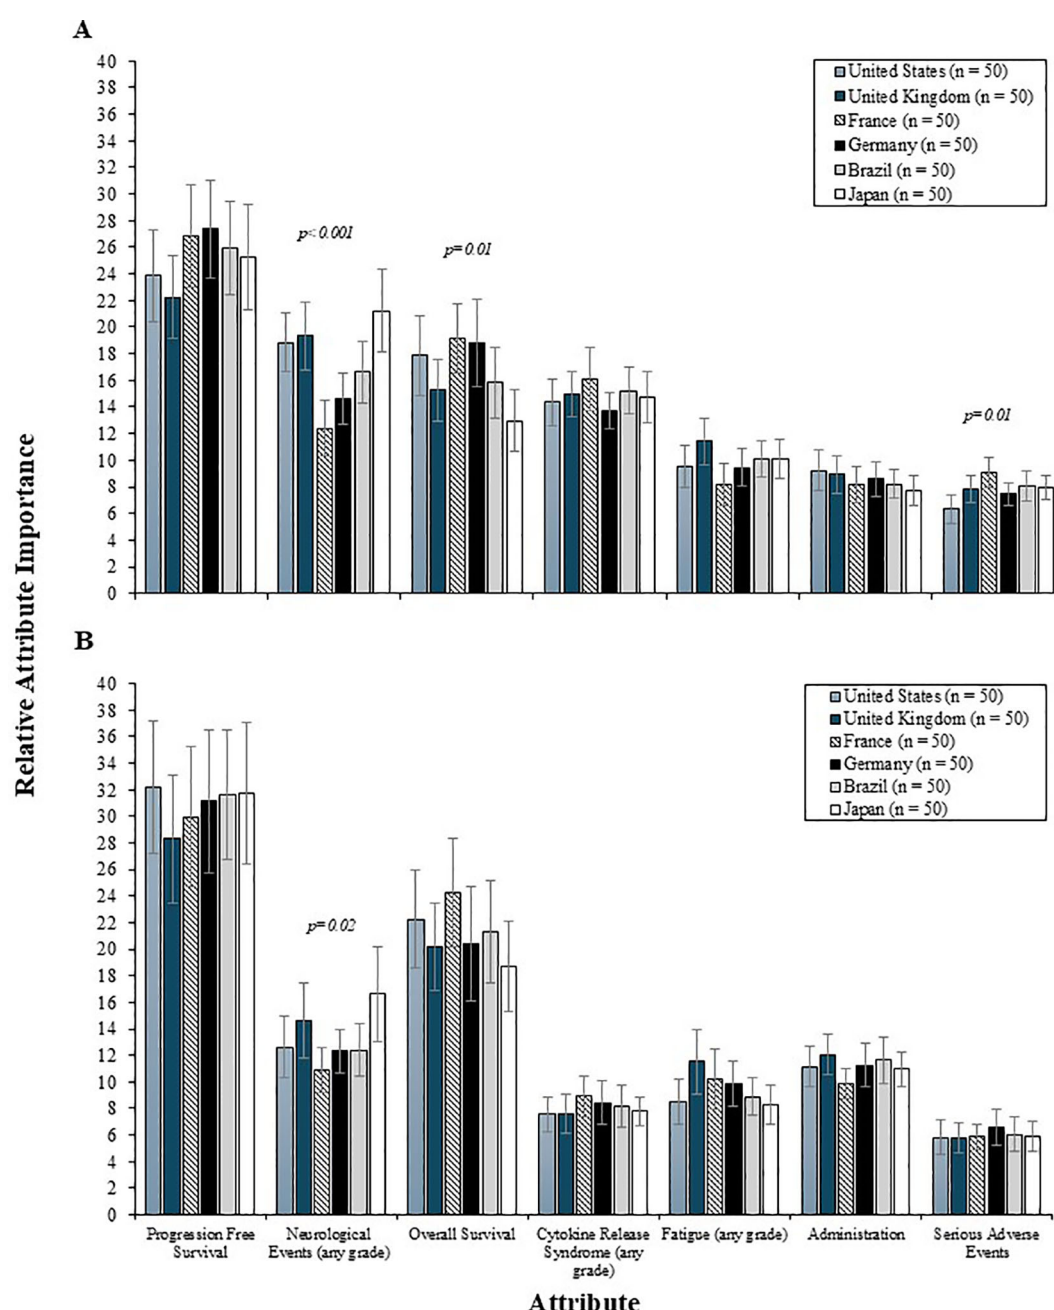 A
40
38
36
34
32
30
28
26
24
22
20
18
16
14
12
10
8
6
4
2
0
United States (n = 50)
United Kingdom (n = 50)
France (n = 50)
Germany (n = 50)
Brazil (n = 50)
Japan (n = 50)
p<0.001
p=0.01
p=0.01
Relative Attribute Importance
B
40
38
36
34
32
30
28
26
24
22
20
18
16
14
12
10
8
6
4
2
0
United States (n = 50)
United Kingdom (n = 50)
France (n = 50)
Germany (n = 50)
Brazil (n = 50)
Japan (n = 50)
p=0.02
Progression Free
Survival
Neurological
Events (any grade)
Overall Survival
Cytokine Release
Syndrome (any
grade)
Fatigue (any grade)
Administration
Serious Adverse
Events
Attribute